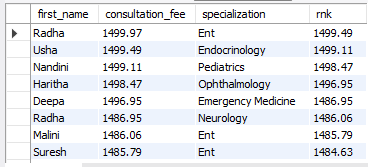 first_name consultation_fee specialization rnk
Radha 1499.97 Ent 1499.49
Usha 1499.49 Endocrinology 1499.11
Nandini 1499.11 Pediatrics 1498.47
Haritha 1498.47 Ophthalmology 1496.95
Deepa 1496.95 Emergency Medicine 1486.95
Radha 1486.95 Neurology 1486.06
Malini 1486.06 Ent 1485.79
Suresh 1485.79 Ent 1484.63